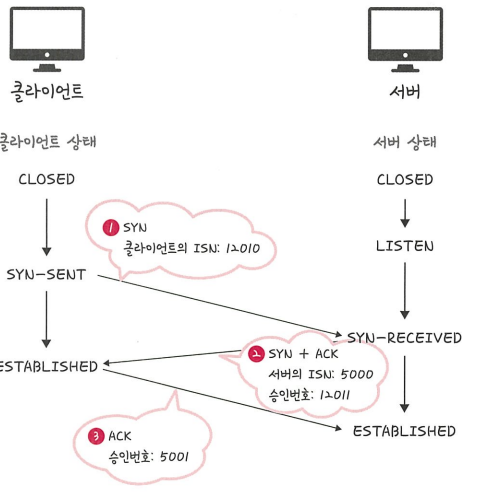 클라이언트
서버
클라이언트 상태
서버 상태
CLOSED
CLOSED
1 SYN
클라이언트의 ISN: 12010
LISTEN
SYN-SENT
SYN-RECEIVED
2 SYN + ACK
서버의 ISN: 5000
승인번호: 12011
ESTABLISHED
3 ACK
승인번호: 5001
ESTABLISHED